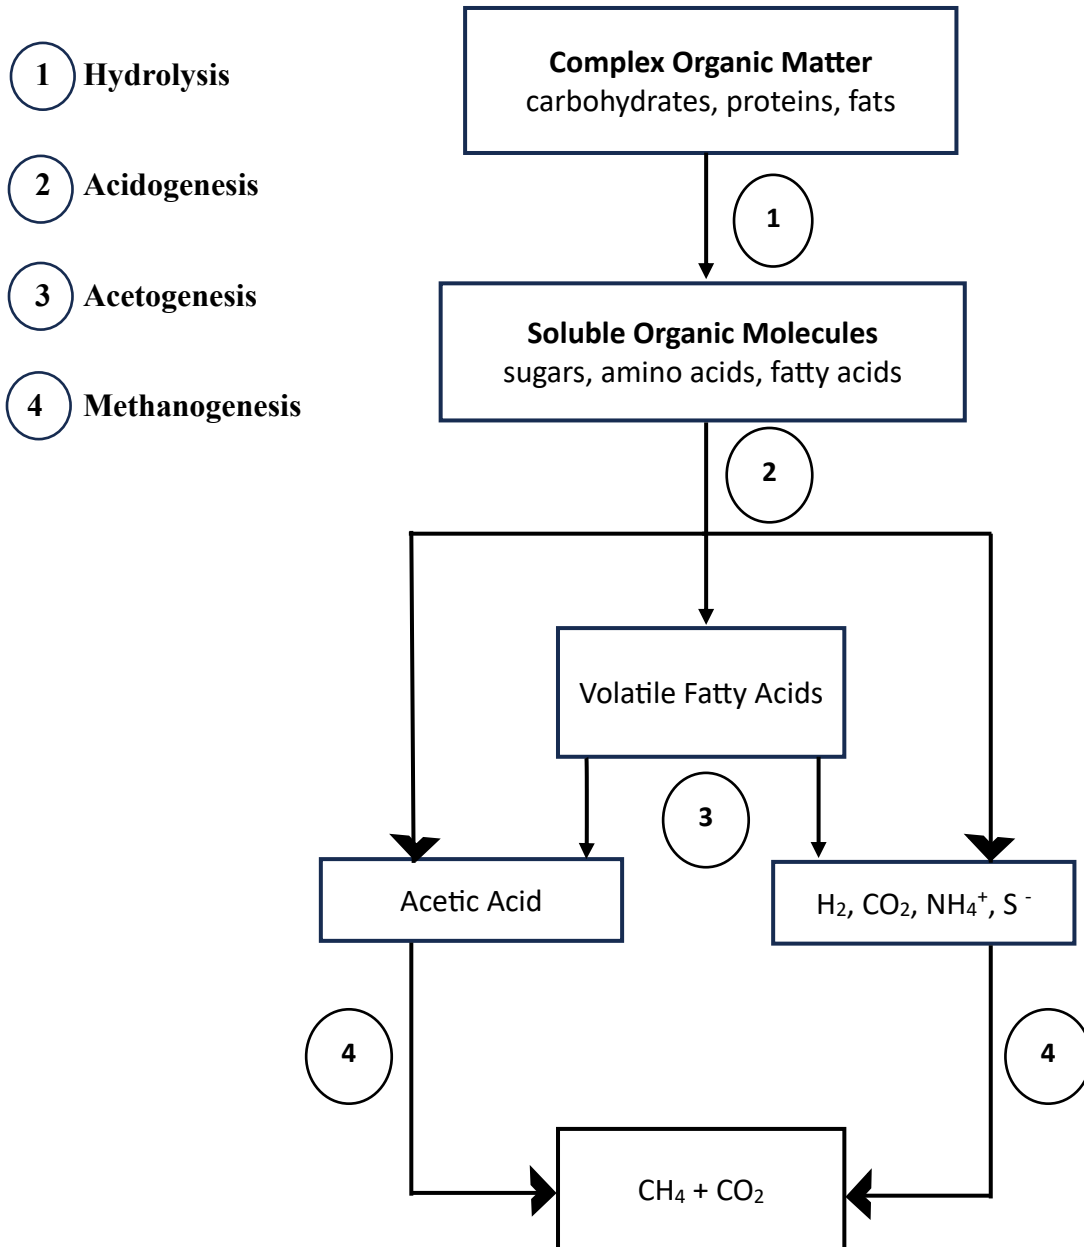 1 Hydrolysis
2 Acidogenesis
3 Acetogenesis
4 Methanogenesis
Complex Organic Matter
carbohydrates, proteins, fats
1
Soluble Organic Molecules
sugars, amino acids, fatty acids
2
Volatile Fatty Acids
3
Acetic Acid
H₂, CO₂, NH₄⁺, S ⁻
4
4
CH₄ + CO₂